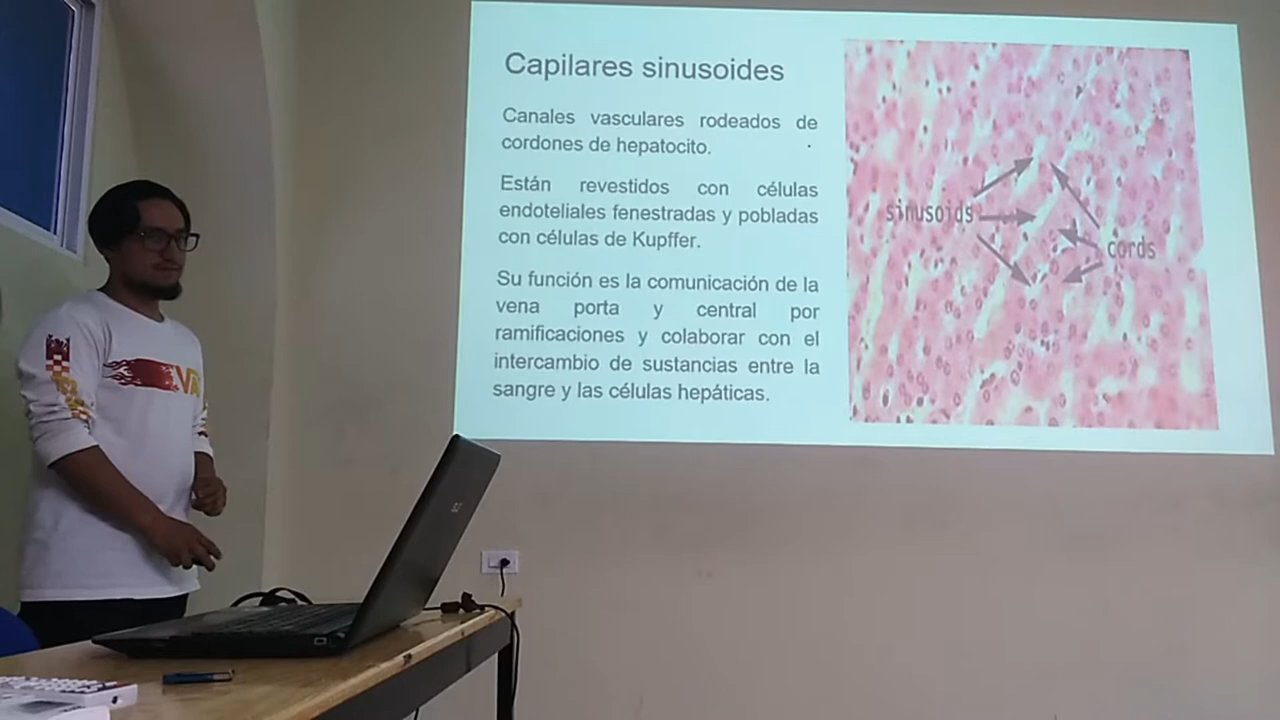 Capilares sinusoides
Canales vasculares rodeados de
cordones de hepatocito.
Están revestidos con células
endoteliales fenestradas y pobladas
con células de Kupffer.
Su función es la comunicación de la
vena porta y central por
ramificaciones y colaborar con el
intercambio de sustancias entre la
sangre y las células hepáticas.
sinusoids
cords